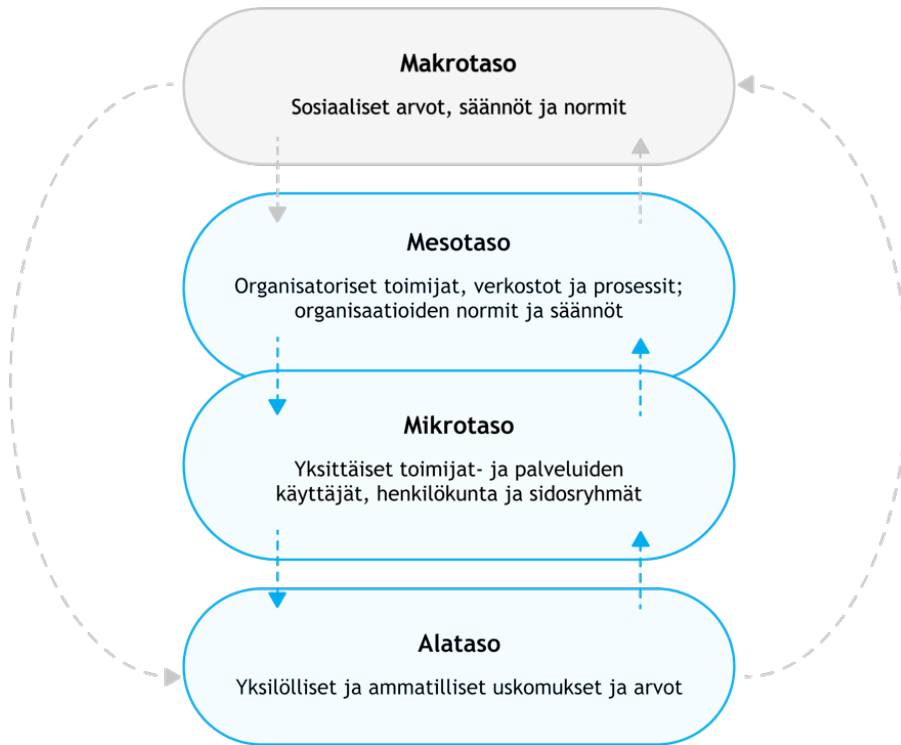 Makrotaso
Sosiaaliset arvot, säännöt ja normit
Mesotaso
Organisatoriset toimijat, verkostot ja prosessit;
organisaatioiden normit ja säännöt
Mikrotaso
Yksittäiset toimijat- ja palveluiden
käyttäjät, henkilökunta ja sidosryhmät
Alataso
Yksilölliset ja ammatilliset uskomukset ja arvot